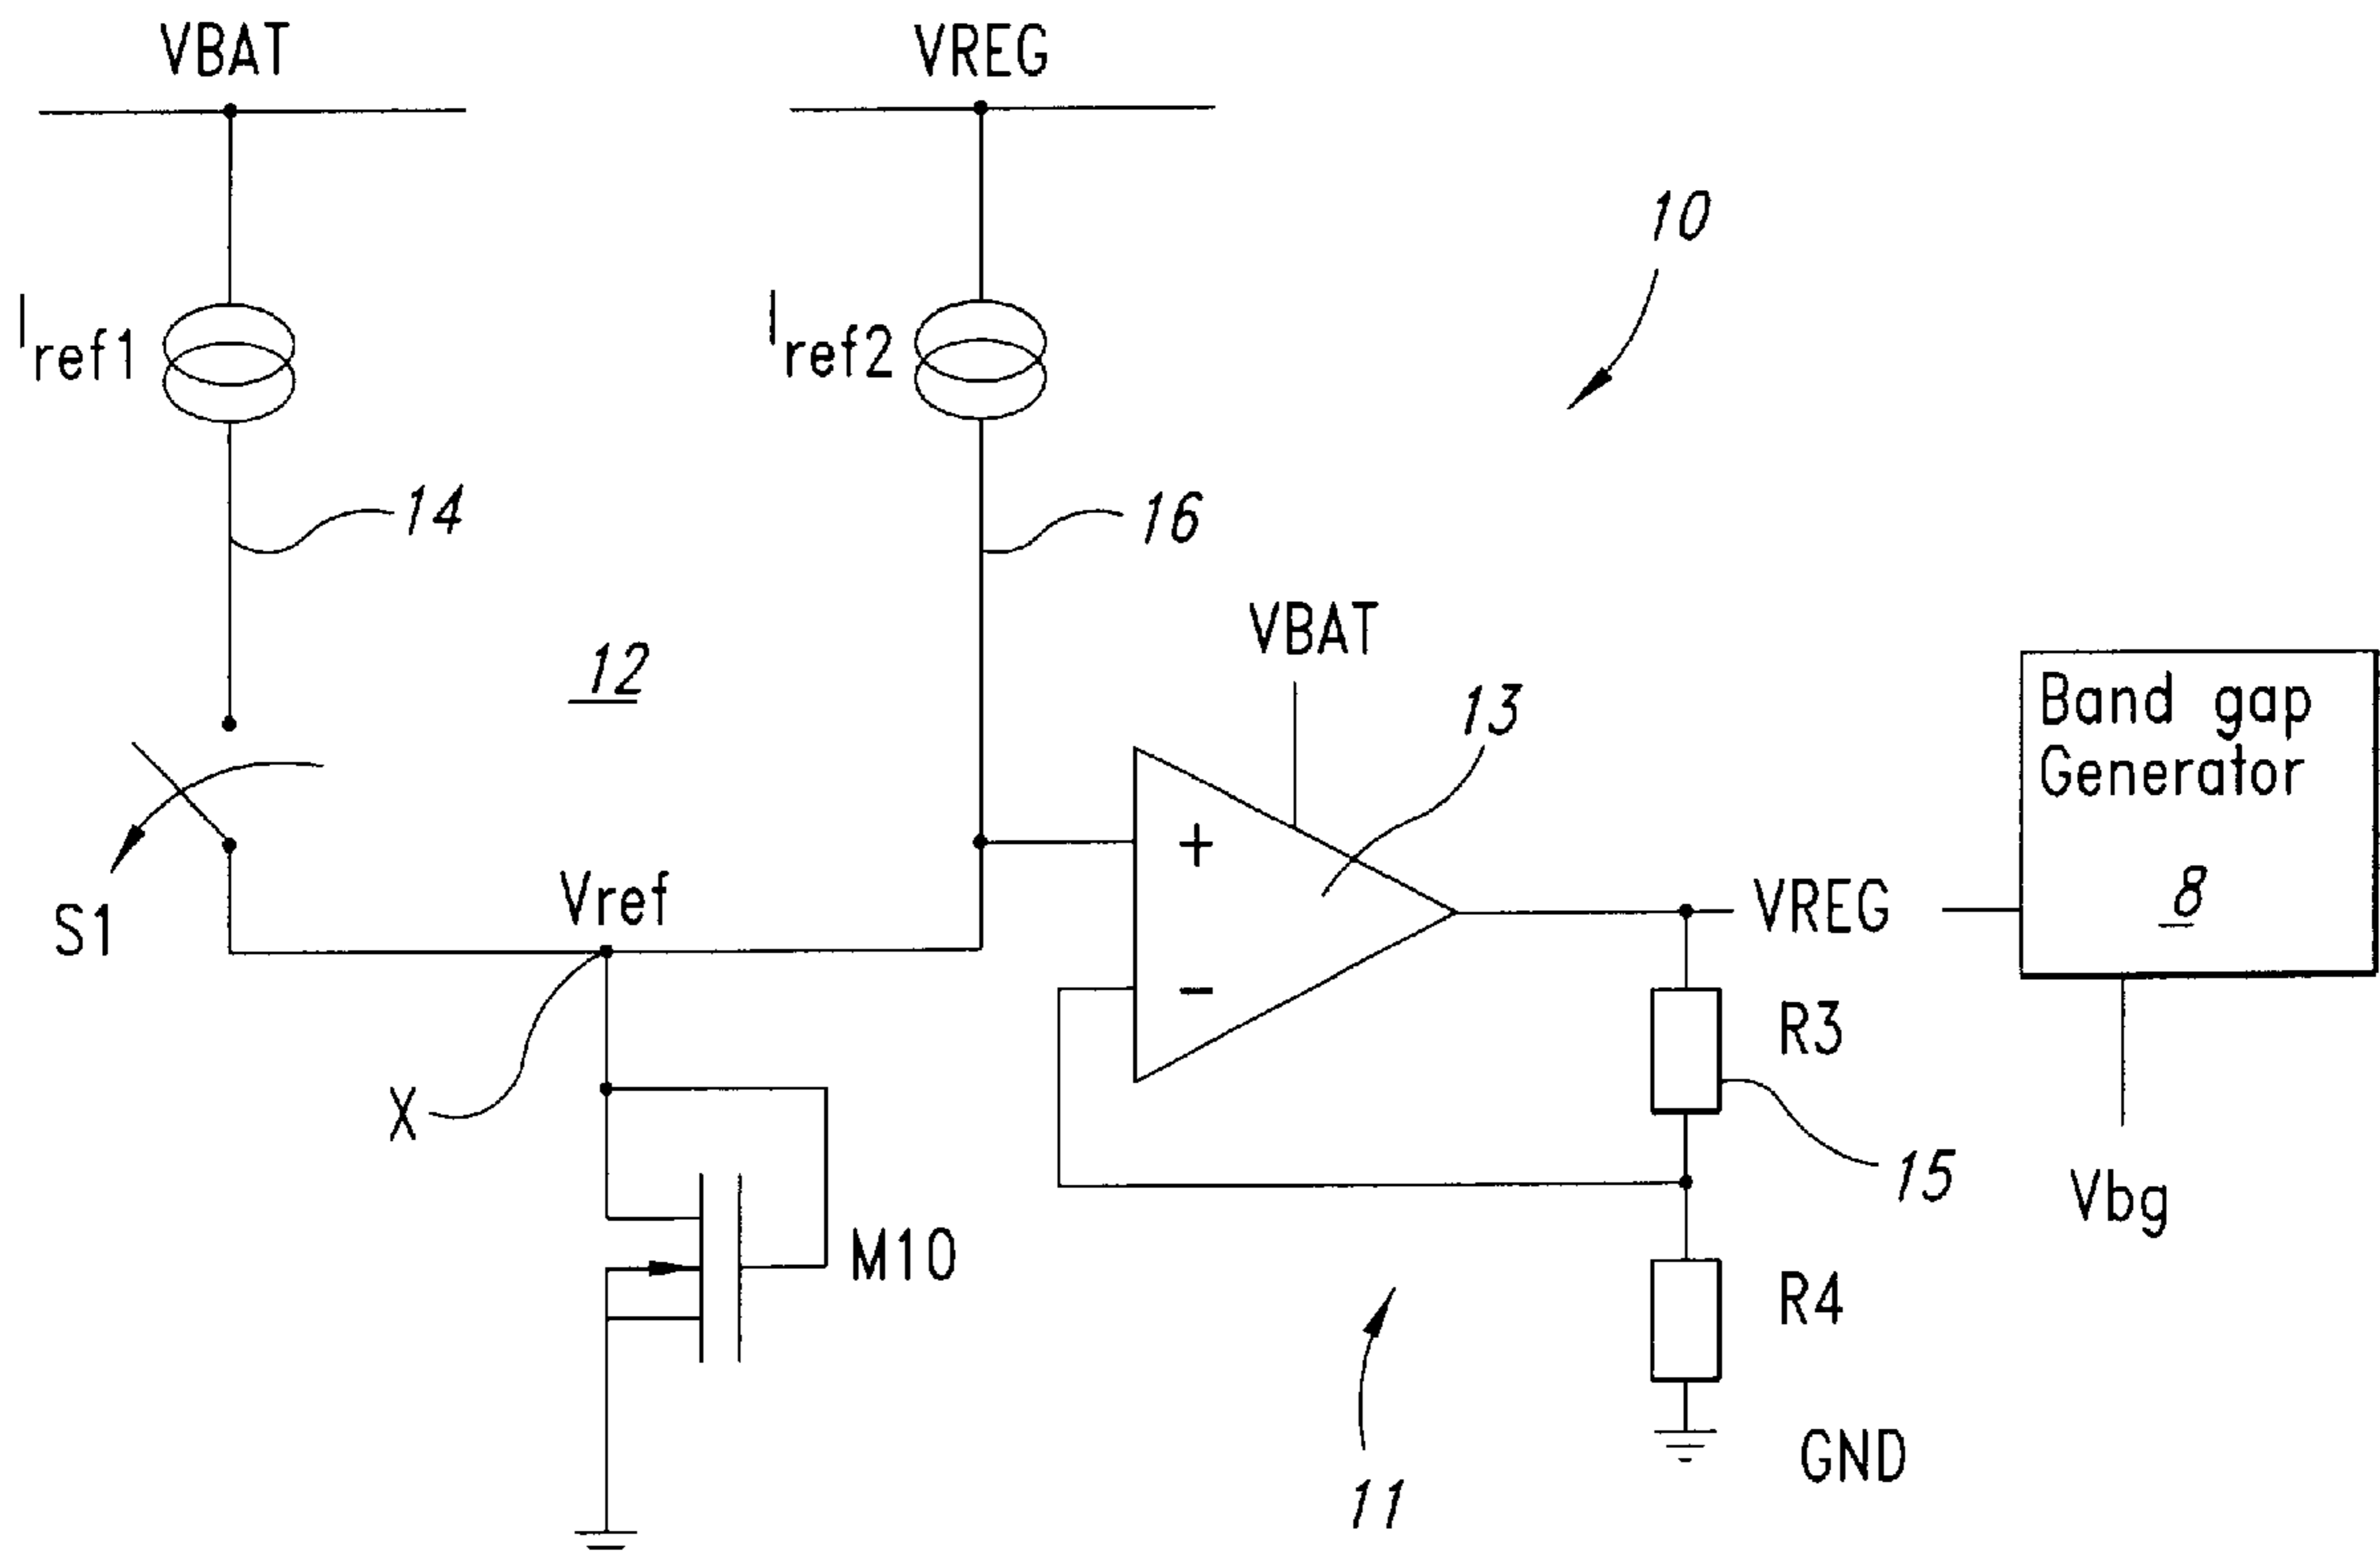 VBAT
VREG
10
Iref1
Iref2
14
16
12
VBAT
13
Band gap
Generator
8
S1
Vref
+
VREG
-
R3
X
15
Vbg
M10
R4
GND
11